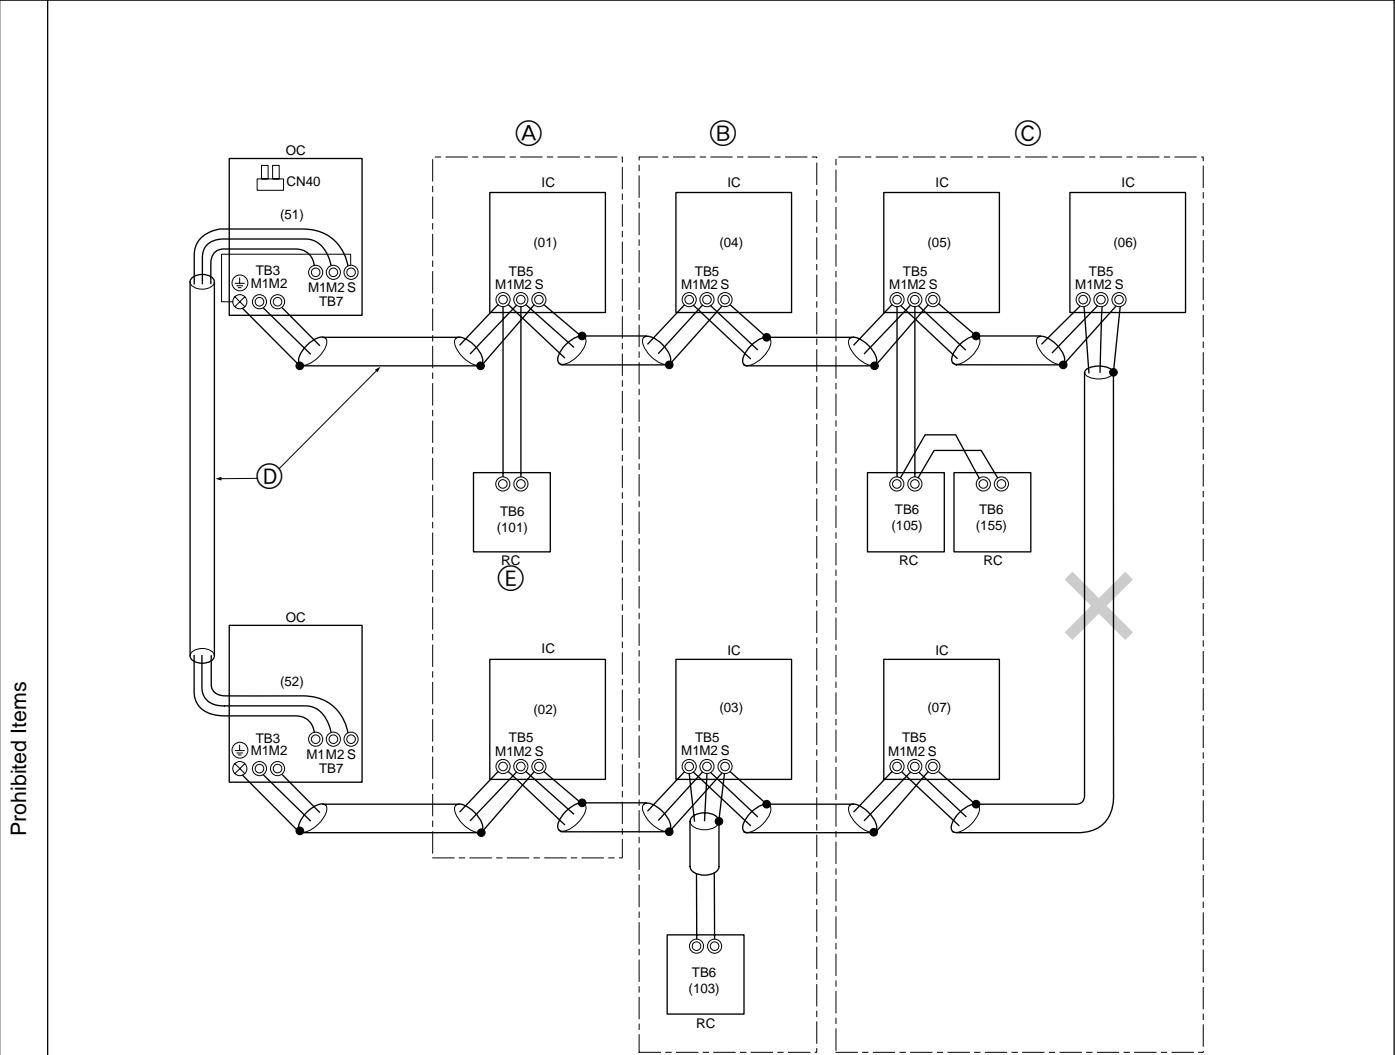 Prohibited Items
A
B
C
OC
CN40
(51)
TB3
M1M2
M1M2 S
TB7
IC
(01)
TB5
M1M2 S
IC
(04)
TB5
M1M2 S
IC
(05)
TB5
M1M2 S
IC
(06)
TB5
M1M2 S
D
TB6
(101)
RC
E
TB6
(105)
RC
TB6
(155)
RC
OC
(52)
TB3
M1M2
M1M2 S
TB7
IC
(02)
TB5
M1M2 S
IC
(03)
TB5
M1M2 S
IC
(07)
TB5
M1M2 S
TB6
(103)
RC